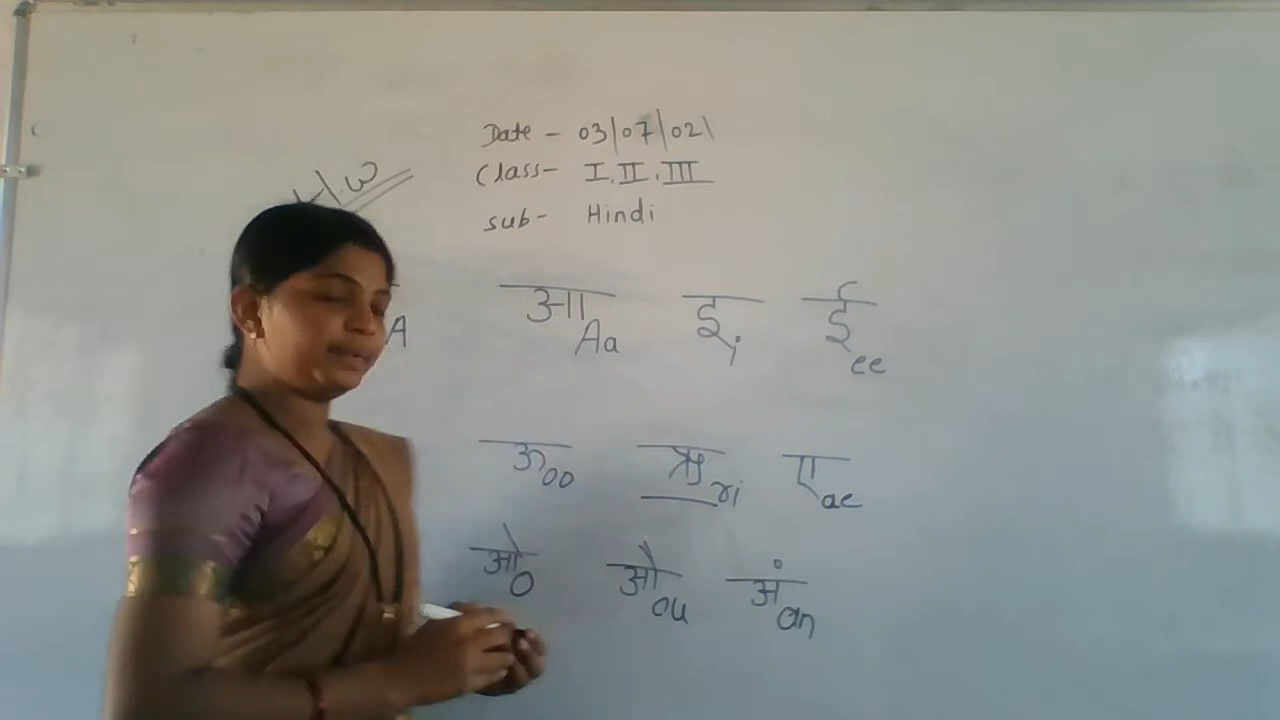 Date - 03/07/021
Class- I.II.III
Sub- Hindi
H.W
A आ Aa इ i ई ee
ऊ oo ऋ ri ए ae
ओ o औ ou अं an